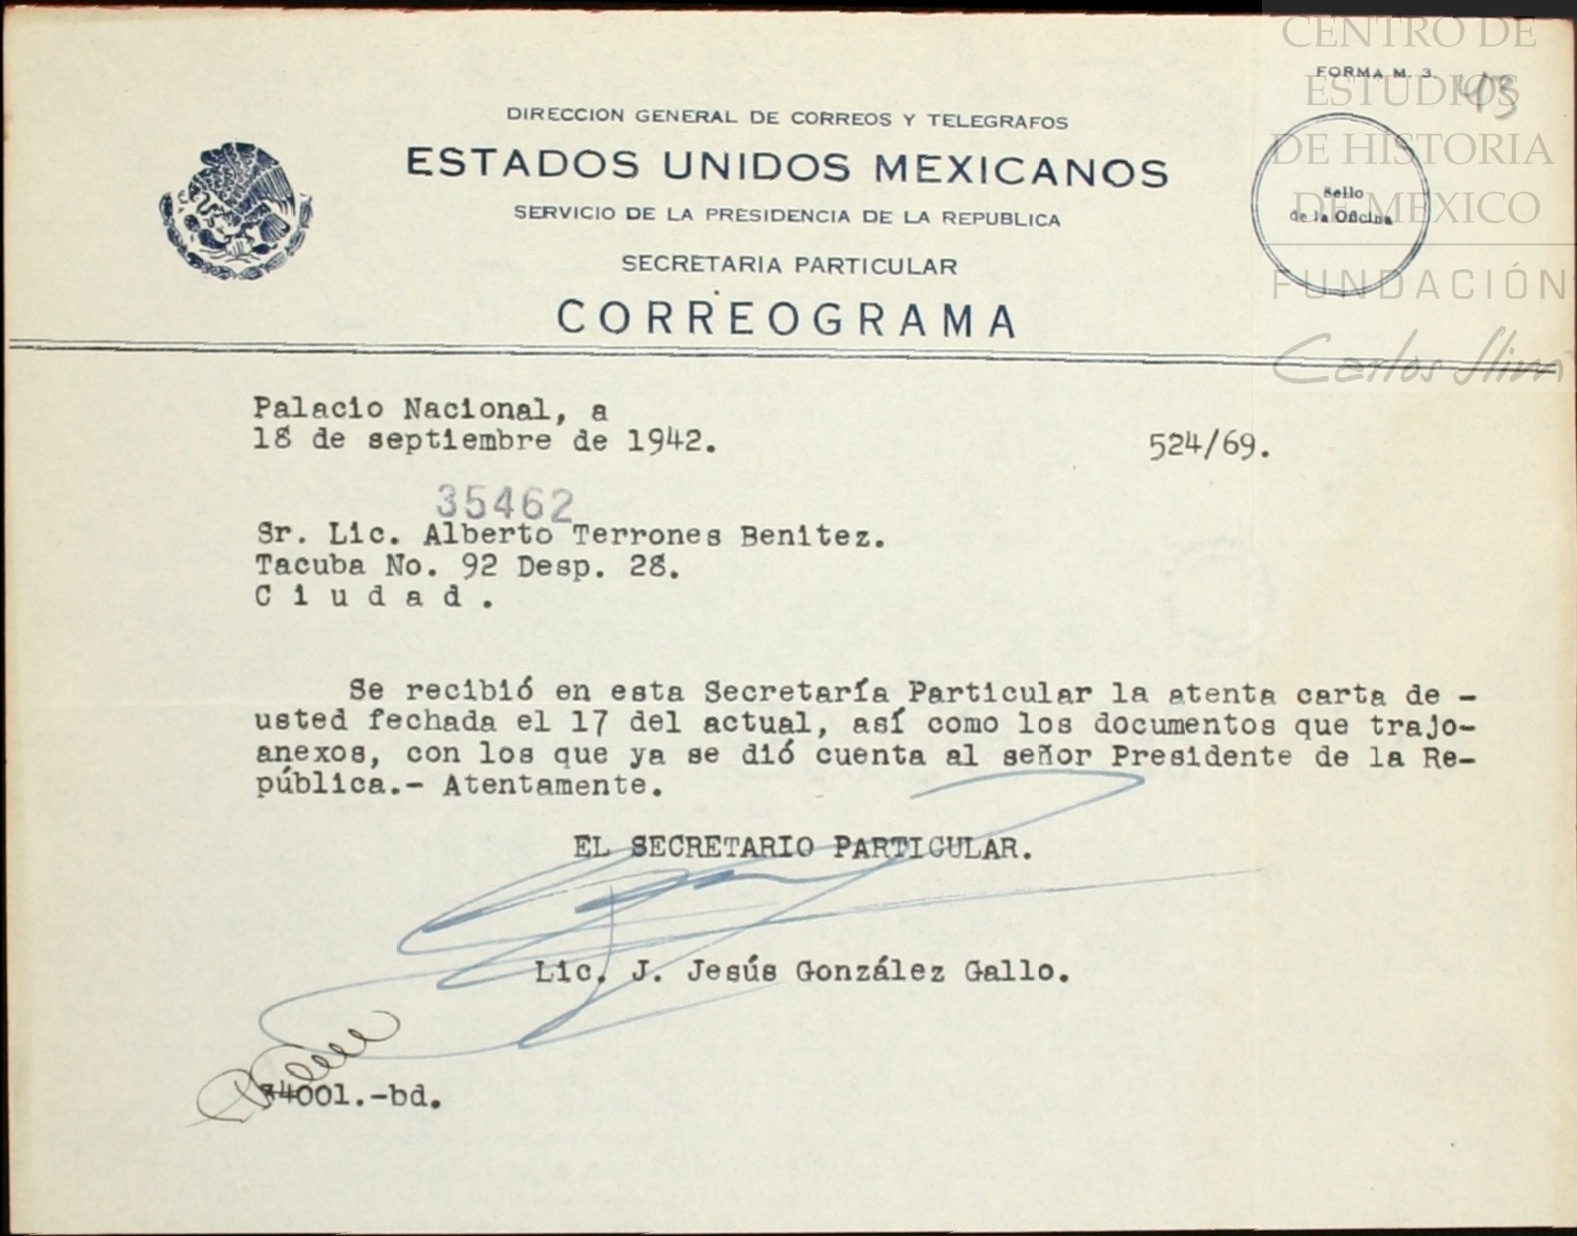 CENTRO DE
ESTUDIOS
DE HISTORIA
DE MEXICO
FUNDACIÓN
Carlos Slim
FORMA M. 3.
43
DIRECCION GENERAL DE CORREOS Y TELEGRAFOS
ESTADOS UNIDOS MEXICANOS
SERVICIO DE LA PRESIDENCIA DE LA REPUBLICA
SECRETARIA PARTICULAR
CORREOGRAMA
Sello
de la Oficina
Palacio Nacional, a
18 de septiembre de 1942.
524/69.
35462
Sr. Lic. Alberto Terrones Benitez.
Tacuba No. 92 Desp. 28.
C i u d a d .
Se recibió en esta Secretaría Particular la atenta carta de -
usted fechada el 17 del actual, así como los documentos que trajo-
anexos, con los que ya se dió cuenta al señor Presidente de la Re-
pública.- Atentamente.
EL SECRETARIO PARTICULAR.
Lic. J. Jesús González Gallo.
74001.-bd.